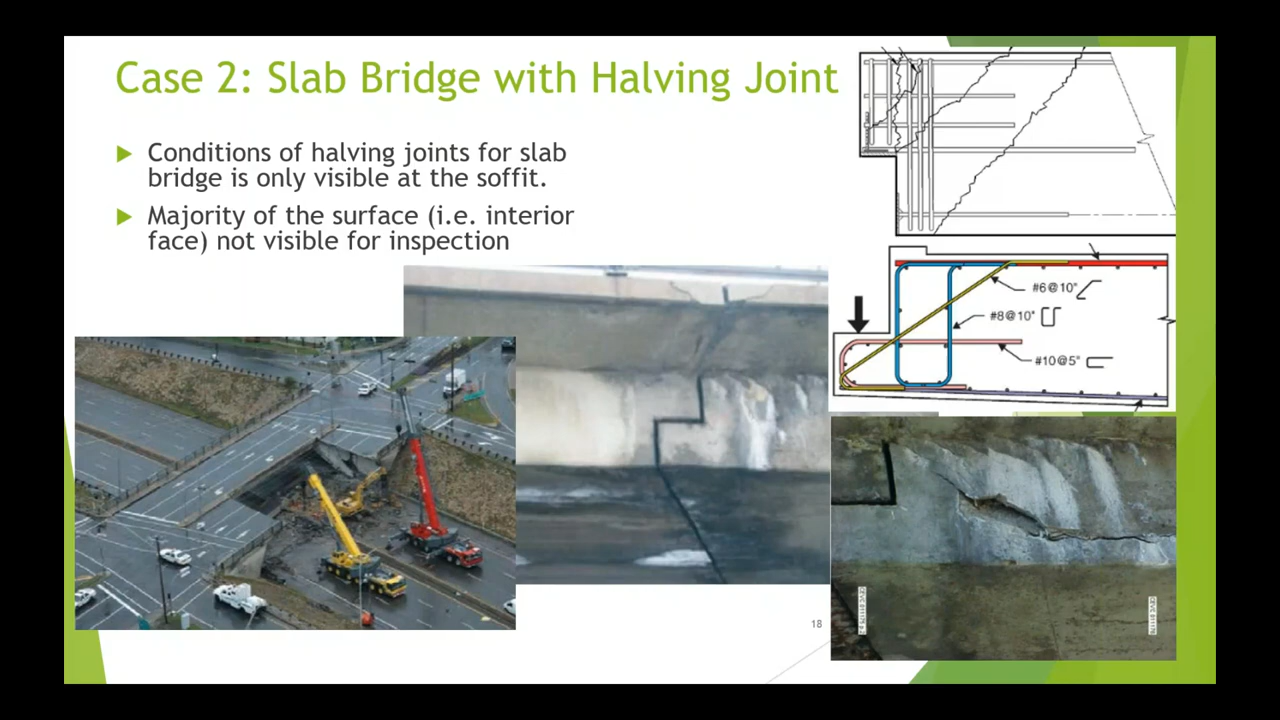 Case 2: Slab Bridge with Halving Joint
Conditions of halving joints for slab
bridge is only visible at the soffit.
Majority of the surface (i.e. interior
face) not visible for inspection
#6@10"
#8@10"
#10@5"
18